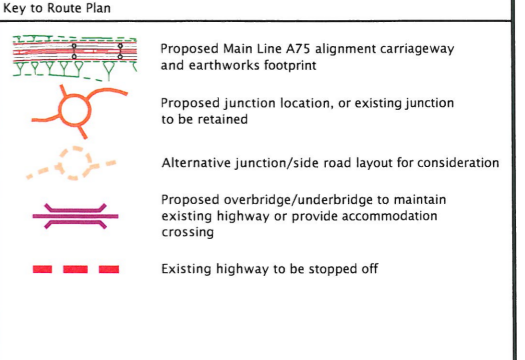 Key to Route Plan
Proposed Main Line A75 alignment carriageway
and earthworks footprint
Proposed junction location, or existing junction
to be retained
Alternative junction/side road layout for consideration
Proposed overbridge/underbridge to maintain
existing highway or provide accommodation
crossing
Existing highway to be stopped off